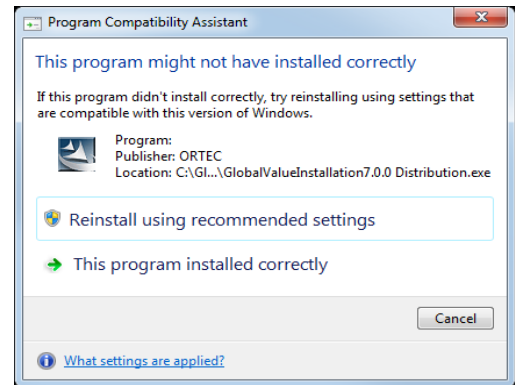 Program Compatibility Assistant
This program might not have installed correctly
If this program didn't install correctly, try reinstalling using settings that
are compatible with this version of Windows.
Program:
Publisher: ORTEC
Location: C:\Gl...\GlobalValueInstallation7.0.0 Distribution.exe
Reinstall using recommended settings
This program installed correctly
Cancel
What settings are applied?